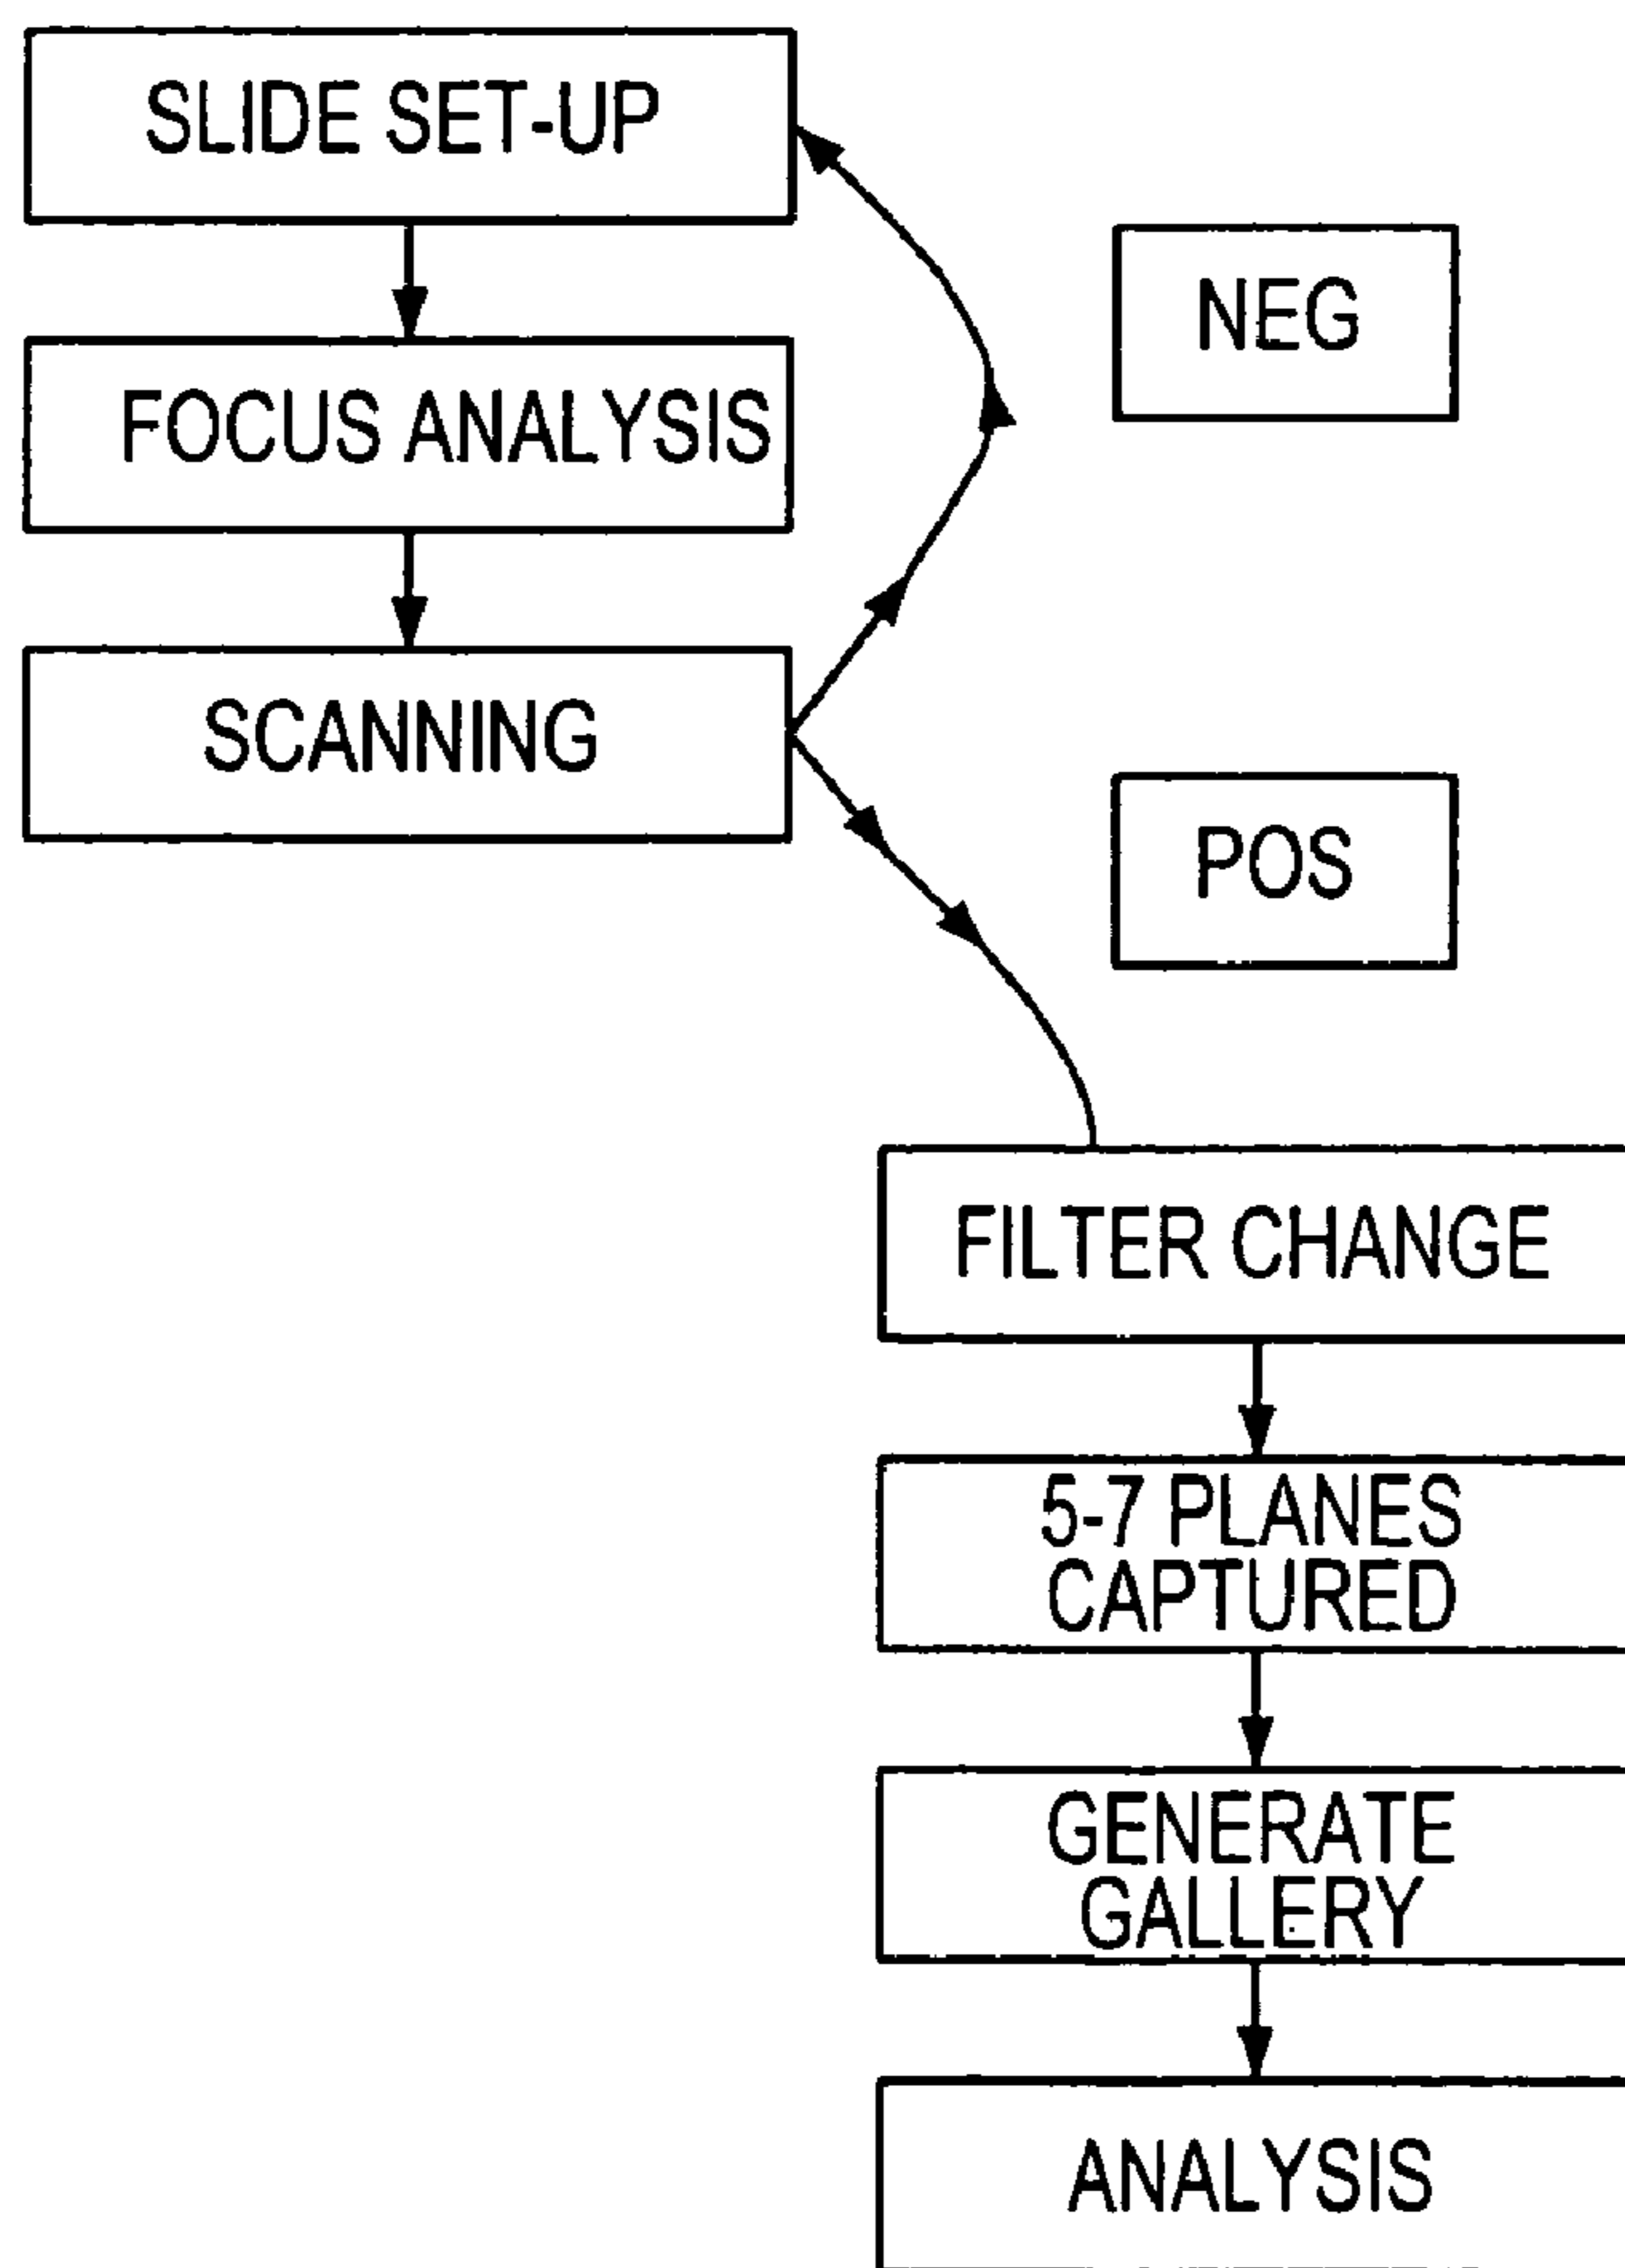 SLIDE SET-UP
FOCUS ANALYSIS
SCANNING
NEG
POS
FILTER CHANGE
5-7 PLANES
CAPTURED
GENERATE
GALLERY
ANALYSIS